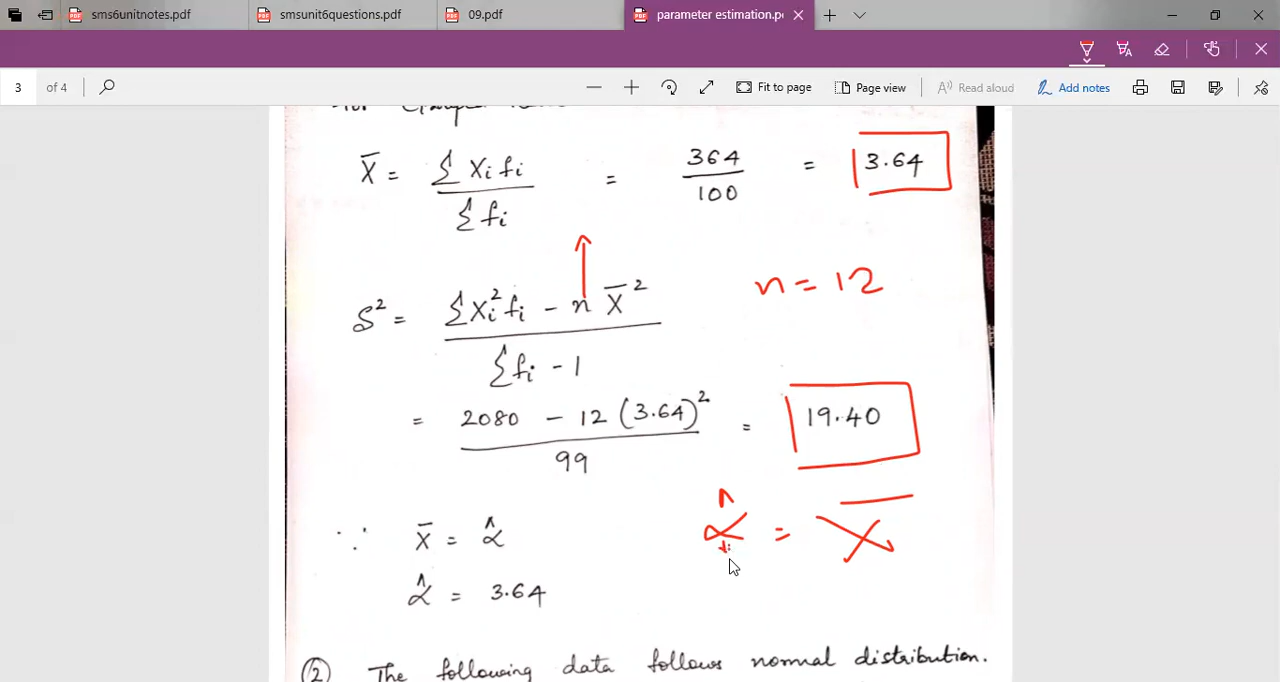 sms6unitnotes.pdf
smsunit6questions.pdf
09.pdf
parameter estimation.p
3 of 4
Fit to page
Page view
Read aloud
Add notes
X̄ = Σ Xi fi / Σ fi = 364 / 100 = 3.64
S² = Σ Xi² fi - n X̄² / Σ fi - 1
n = 12
= 2080 - 12 (3.64)² / 99 = 19.40
∵ X̄ = α̂
α̂ = X̄
α̂ = 3.64
② The following data follows normal distribution.